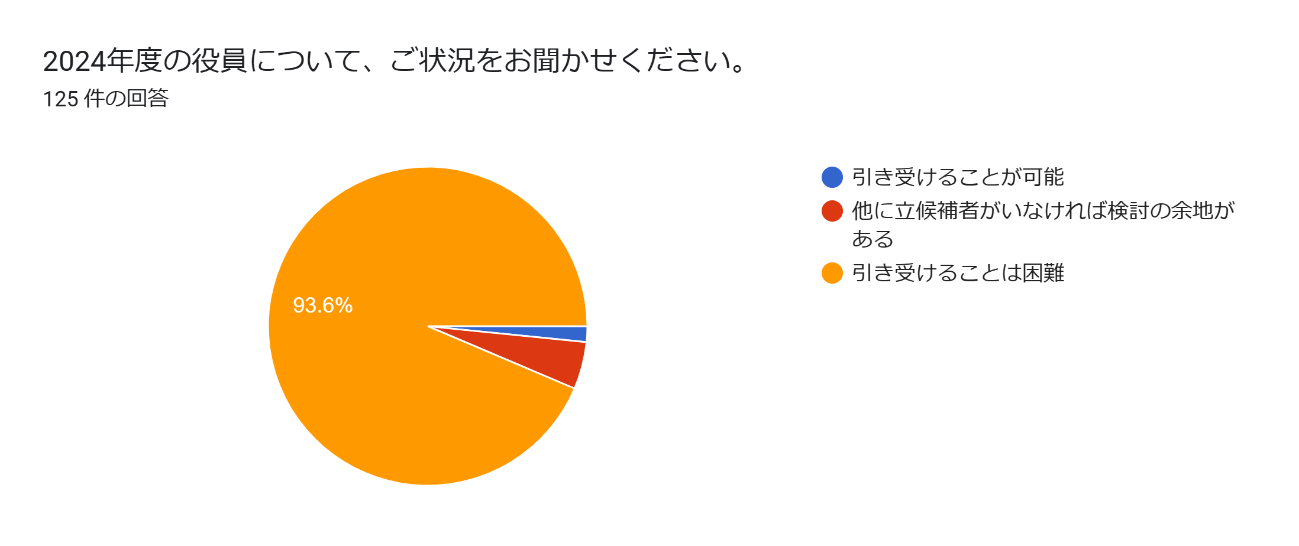 2024年度の役員について、ご状況をお聞かせください。
125 件の回答
引き受けることが可能
他に立候補者がいなければ検討の余地が
ある
引き受けることは困難
93.6%